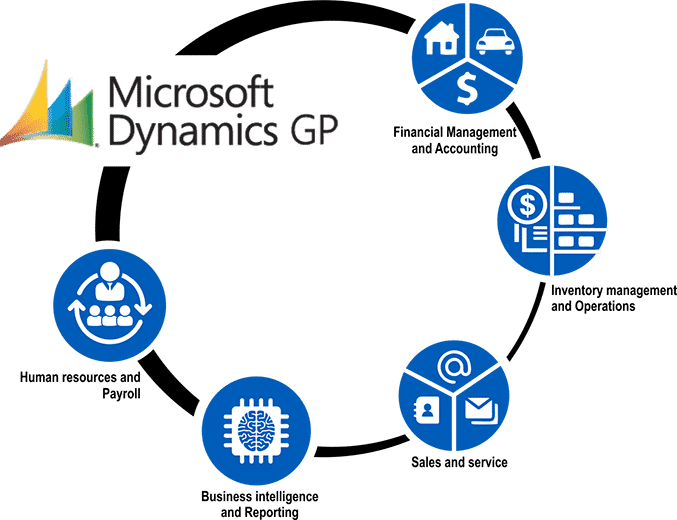 Microsoft
Dynamics GP
Financial Management
and Accounting
Inventory management
and Operations
Sales and service
Business intelligence
and Reporting
Human resources and
Payroll